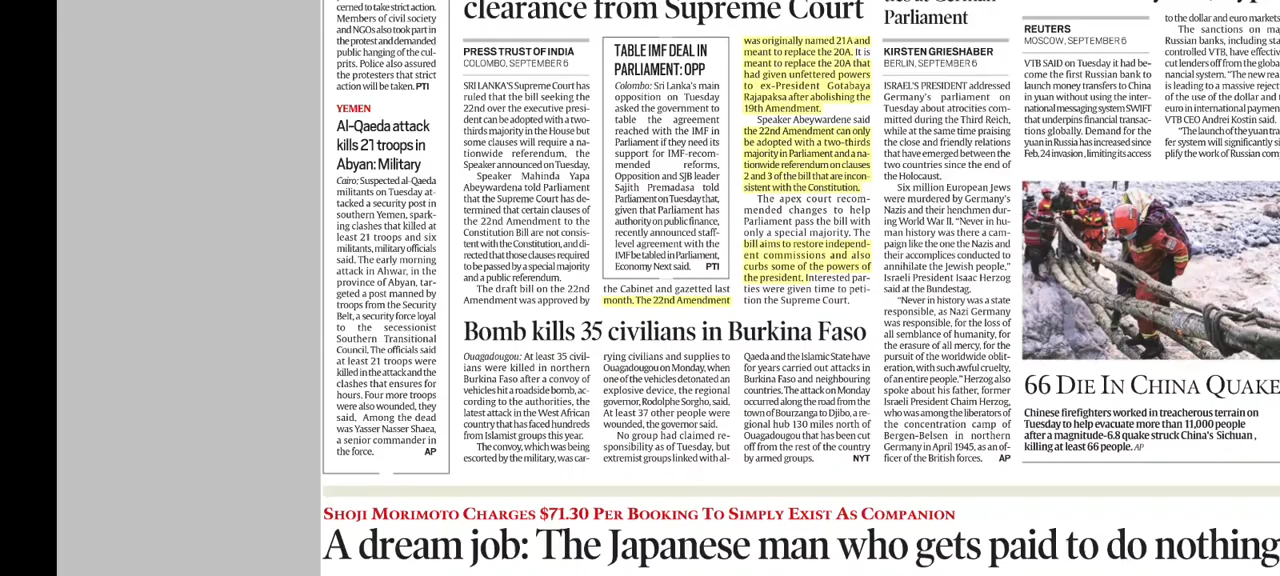 cerned to take strict action.
Members of civil society
and NGOs also took part in
the protest and demanded
public hanging of the cul-
prits. Police also assured
the protesters that strict
action will be taken. PTI
YEMEN
Al-Qaeda attack
kills 21 troops in
Abyan: Military
Cairo: Suspected al-Qaeda
militants on Tuesday at-
tacked a security post in
southern Yemen, spark-
ing clashes that killed at
least 21 troops and six
militants, military officials
said. The early morning
attack in Ahwar, in the
province of Abyan, tar-
geted a post manned by
troops from the Security
Belt, a security force loyal
to the secessionist
Southern Transitional
Council. The officials said
at least 21 troops were
killed in the attack and the
clashes that ensures for
hours. Four more troops
were also wounded, they
said. Among the dead
was Yasser Nasser Shaea,
a senior commander in
the force. AP
clearance from Supreme Court
PRESS TRUST OF INDIA
COLOMBO, SEPTEMBER 6
SRI LANKA'S Supreme Court has
ruled that the bill seeking the
22nd over the executive presi-
dent can be adopted with a two-
thirds majority in the House but
some clauses will require a na-
tionwide referendum, the
Speaker announced on Tuesday.
Speaker Mahinda Yapa
Abeywardena told Parliament
that the Supreme Court has de-
termined that certain clauses of
the 22nd Amendment to the
Constitution Bill are not consis-
tent with the Constitution, and di-
rected that those clauses required
to be passed by a special majority
and a public referendum.
The draft bill on the 22nd
Amendment was approved by
TABLE IMF DEAL IN
PARLIAMENT: OPP
Colombo: Sri Lanka's main
opposition on Tuesday
asked the government to
table the agreement
reached with the IMF in
Parliament if they need its
support for IMF-recom-
mended reforms,
Opposition and SJB leader
Sajith Premadasa told
Parliament on Tuesday that,
given that Parliament has
authority on public finance,
recently announced staff-
level agreement with the
IMF be tabled in Parliament,
Economy Next said. PTI
the Cabinet and gazetted last
month. The 22nd Amendment
was originally named 21A and
meant to replace the 20A. It is
meant to replace the 20A that
had given unfettered powers
to ex-President Gotabaya
Rajapaksa after abolishing the
19th Amendment.
Speaker Abeywardene said
the 22nd Amendment can only
be adopted with a two-thirds
majority in Parliament and a na-
tionwide referendum on clauses
2 and 3 of the bill that are incon-
sistent with the Constitution.
The apex court recom-
mended changes to help
Parliament pass the bill with
only a special majority. The
bill aims to restore independ-
ent commissions and also
curbs some of the powers of
the president. Interested par-
ties were given time to peti-
tion the Supreme Court.
Bomb kills 35 civilians in Burkina Faso
Ouagadougou: At least 35 civil-
ians were killed in northern
Burkina Faso after a convoy of
vehicles hit a roadside bomb, ac-
cording to the authorities, the
latest attack in the West African
country that has faced hundreds
from Islamist groups this year.
The convoy, which was being
escorted by the military, was car-
rying civilians and supplies to
Ouagadougou on Monday, when
one of the vehicles detonated an
explosive device, the regional
governor, Rodolphe Sorgho, said.
At least 37 other people were
wounded, the governor said.
No group had claimed re-
sponsibility as of Tuesday, but
extremist groups linked with al-
Qaeda and the Islamic State have
for years carried out attacks in
Burkina Faso and neighbouring
countries. The attack on Monday
occurred along the road from the
town of Bourzanga to Djibo, a re-
gional hub 130 miles north of
Ouagadougou that has been cut
off from the rest of the country
by armed groups. NYT
Parliament
KIRSTEN GRIESHABER
BERLIN, SEPTEMBER 6
ISRAEL'S PRESIDENT addressed
Germany's parliament on
Tuesday about atrocities com-
mitted during the Third Reich,
while at the same time praising
the close and friendly relations
that have emerged between the
two countries since the end of
the Holocaust.
Six million European Jews
were murdered by Germany's
Nazis and their henchmen dur-
ing World War II. "Never in hu-
man history was there a cam-
paign like the one the Nazis and
their accomplices conducted to
annihilate the Jewish people,"
Israeli President Isaac Herzog
said at the Bundestag.
"Never in history was a state
responsible, as Nazi Germany
was responsible, for the loss of
all semblance of humanity, for
the erasure of all mercy, for the
pursuit of the worldwide oblit-
eration, with such awful cruelty,
of an entire people." Herzog also
spoke about his father, former
Israeli President Chaim Herzog,
who was among the liberators of
the concentration camp of
Bergen-Belsen in northern
Germany in April 1945, as an of-
ficer of the British forces. AP
REUTERS
MOSCOW, SEPTEMBER 6
VTB SAID on Tuesday it had be-
come the first Russian bank to
launch money transfers to China
in yuan without using the inter-
national messaging system SWIFT
that underpins financial transac-
tions globally. Demand for the
yuan in Russia has increased since
Feb. 24 invasion, limiting its access
to the dollar and euro markets
The sanctions on ma
Russian banks, including sta
controlled VTB, have effectiv
cut lenders off from the glob
nancial system. "The new rea
is leading to a massive reject
of the use of the dollar and t
euro in international paymen
VTB CEO Andrei Kostin said.
"The launch of the yuan tra
fer system will significantly si
plify the work of Russian com
66 DIE IN CHINA QUAKE
Chinese firefighters worked in treacherous terrain on
Tuesday to help evacuate more than 11,000 people
after a magnitude-6.8 quake struck China's Sichuan,
killing at least 66 people. AP
SHOJI MORIMOTO CHARGES $71.30 PER BOOKING TO SIMPLY EXIST AS COMPANION
A dream job: The Japanese man who gets paid to do nothing